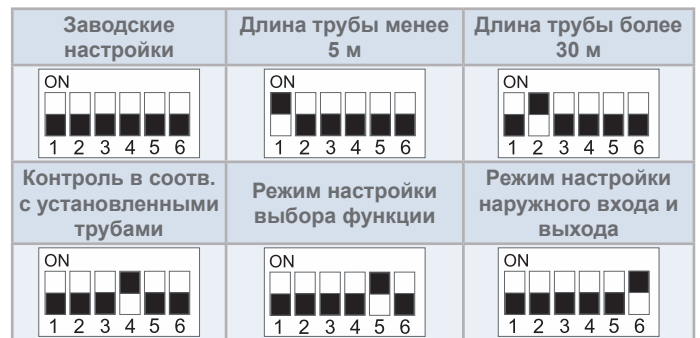 Заводские
настройки
Длина трубы менее
5 м
Длина трубы более
30 м
ON
1 2 3 4 5 6
ON
1 2 3 4 5 6
ON
1 2 3 4 5 6
Контроль в соотв.
с установленными
трубами
Режим настройки
выбора функции
Режим настройки
наружного входа и
выхода
ON
1 2 3 4 5 6
ON
1 2 3 4 5 6
ON
1 2 3 4 5 6